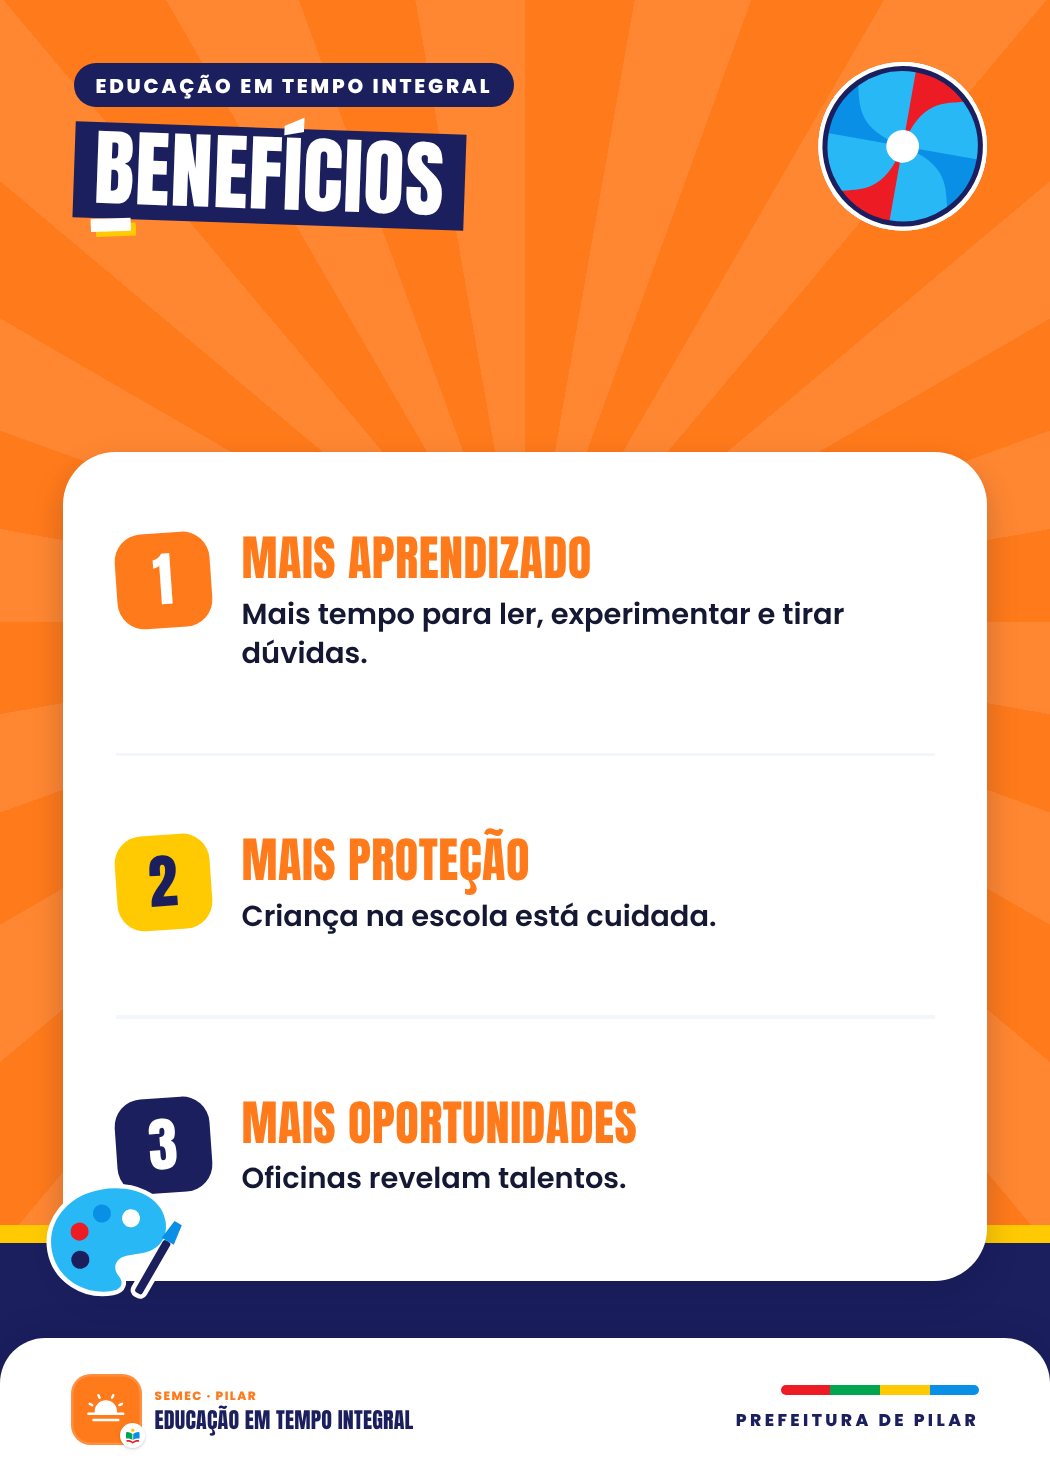 EDUCAÇÃO EM TEMPO INTEGRAL
BENEFÍCIOS
1
MAIS APRENDIZADO
Mais tempo para ler, experimentar e tirar
dúvidas.
2
MAIS PROTEÇÃO
Criança na escola está cuidada.
3
MAIS OPORTUNIDADES
Oficinas revelam talentos.
SEMEC · PILAR
EDUCAÇÃO EM TEMPO INTEGRAL
PREFEITURA DE PILAR